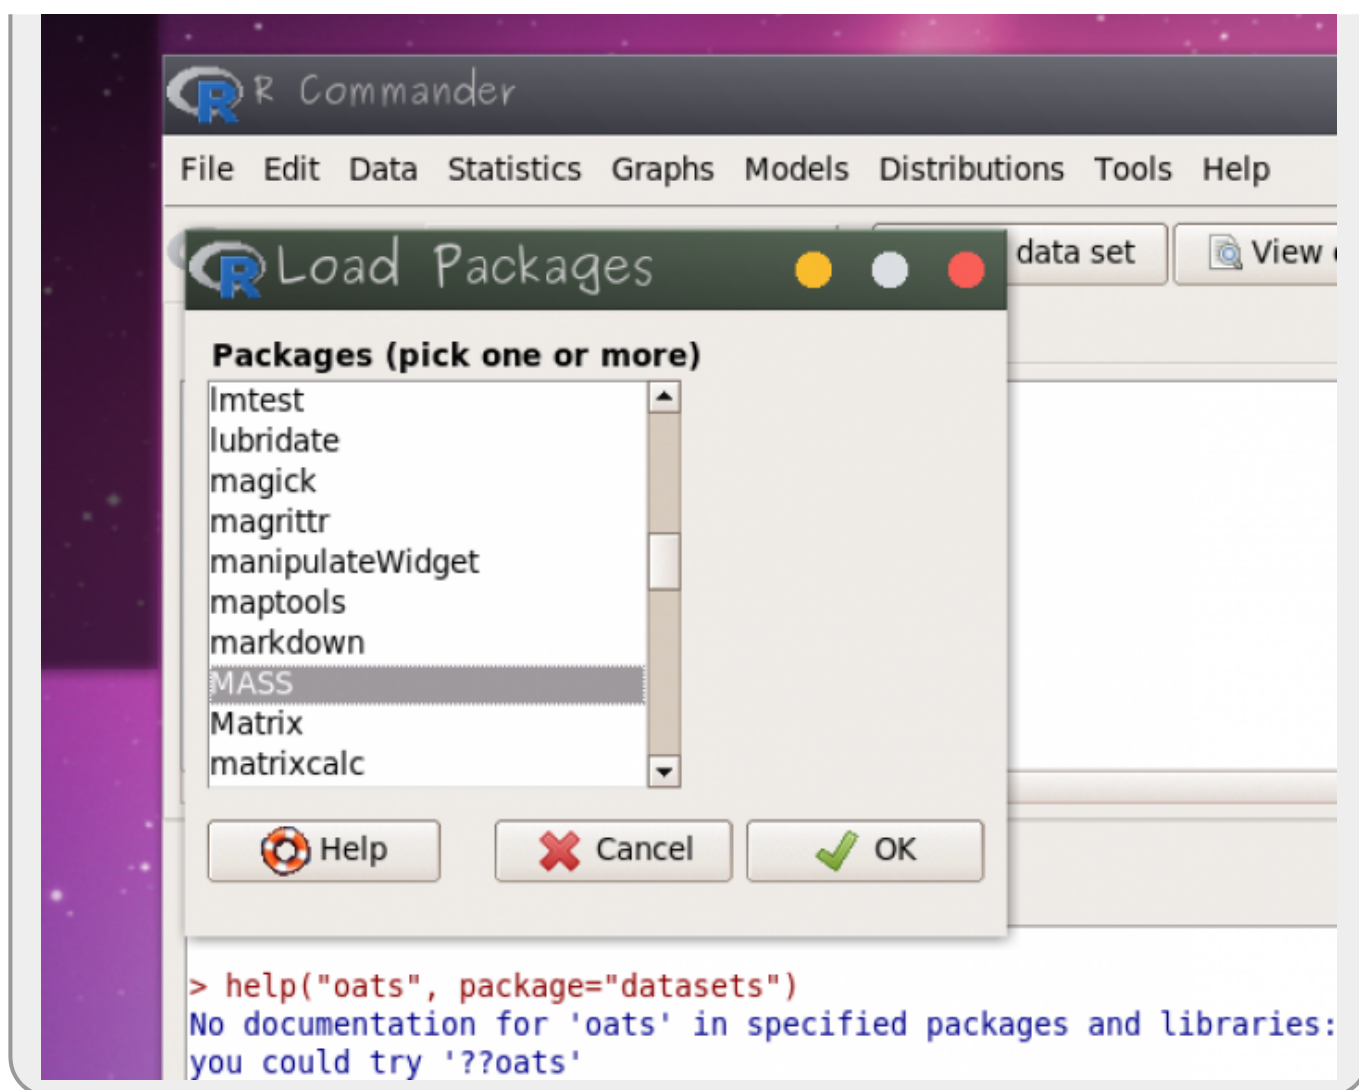 R Commander
File Edit Data Statistics Graphs Models Distributions Tools Help
data set View
Load Packages
Packages (pick one or more)
lmtest
lubridate
magick
magrittr
manipulateWidget
maptools
markdown
MASS
Matrix
matrixcalc
Help Cancel OK
> help("oats", package="datasets")
No documentation for 'oats' in specified packages and libraries:
you could try '??oats'